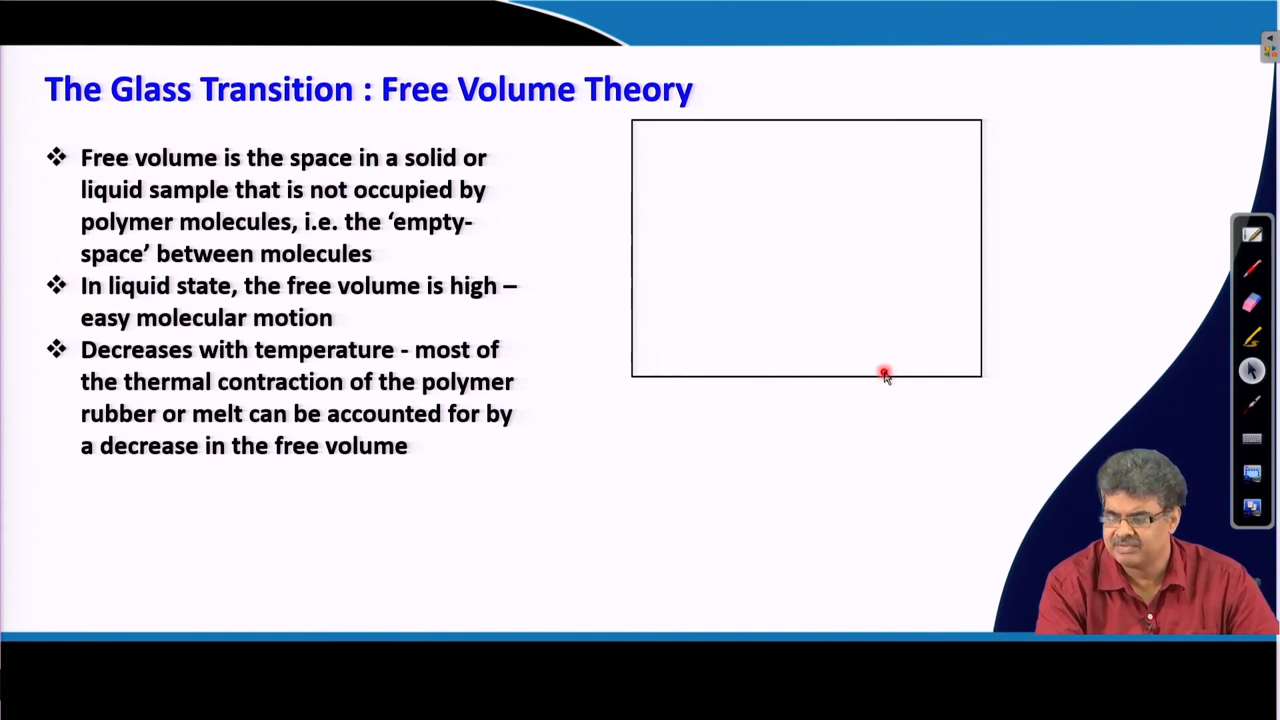 The Glass Transition : Free Volume Theory
❖ Free volume is the space in a solid or
liquid sample that is not occupied by
polymer molecules, i.e. the ‘empty-
space’ between molecules
❖ In liquid state, the free volume is high –
easy molecular motion
❖ Decreases with temperature - most of
the thermal contraction of the polymer
rubber or melt can be accounted for by
a decrease in the free volume